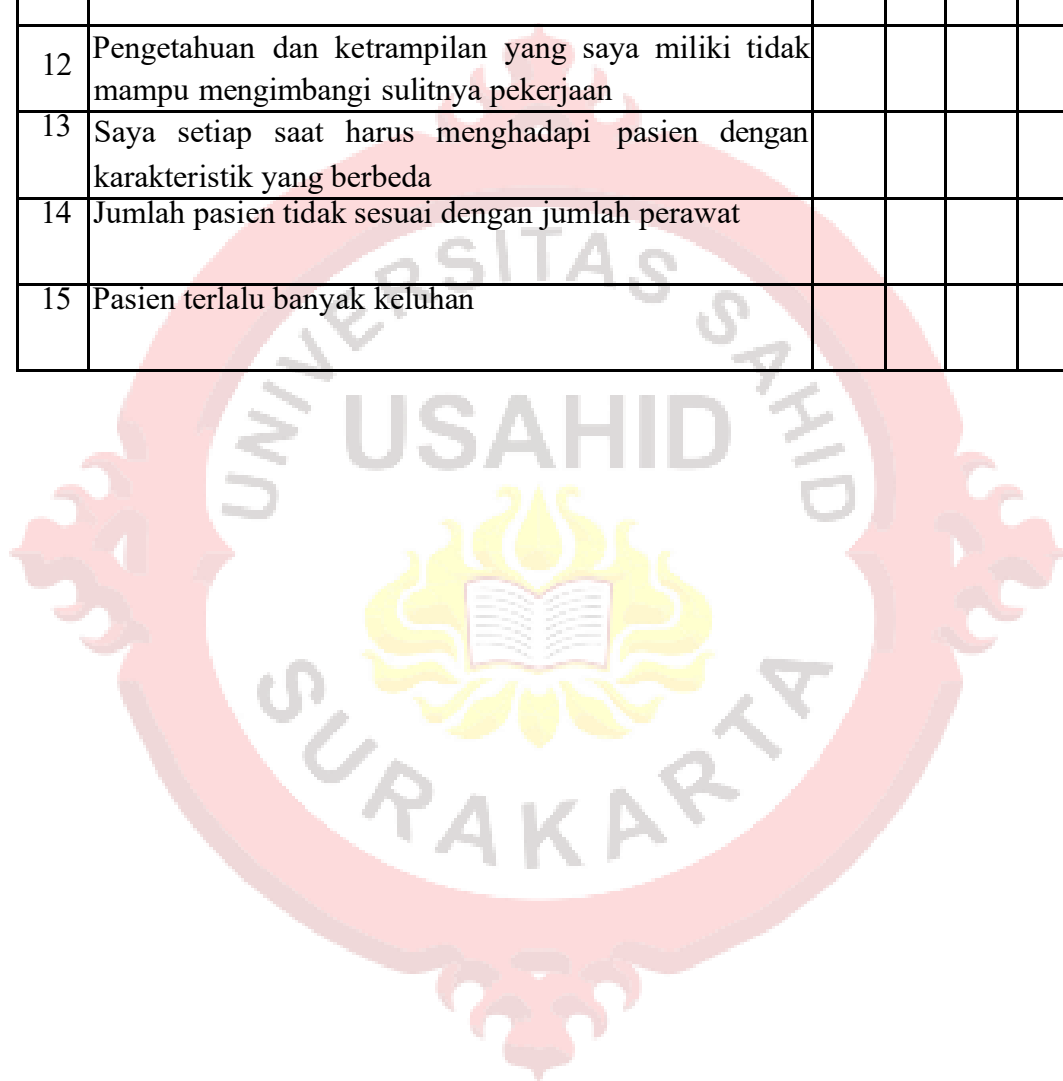 12 Pengetahuan dan ketrampilan yang saya miliki tidak
mampu mengimbangi sulitnya pekerjaan
13 Saya setiap saat harus menghadapi pasien dengan
karakteristik yang berbeda
14 Jumlah pasien tidak sesuai dengan jumlah perawat
15 Pasien terlalu banyak keluhan
UNIVERSITAS SAHID
USAHID
SURAKARTA